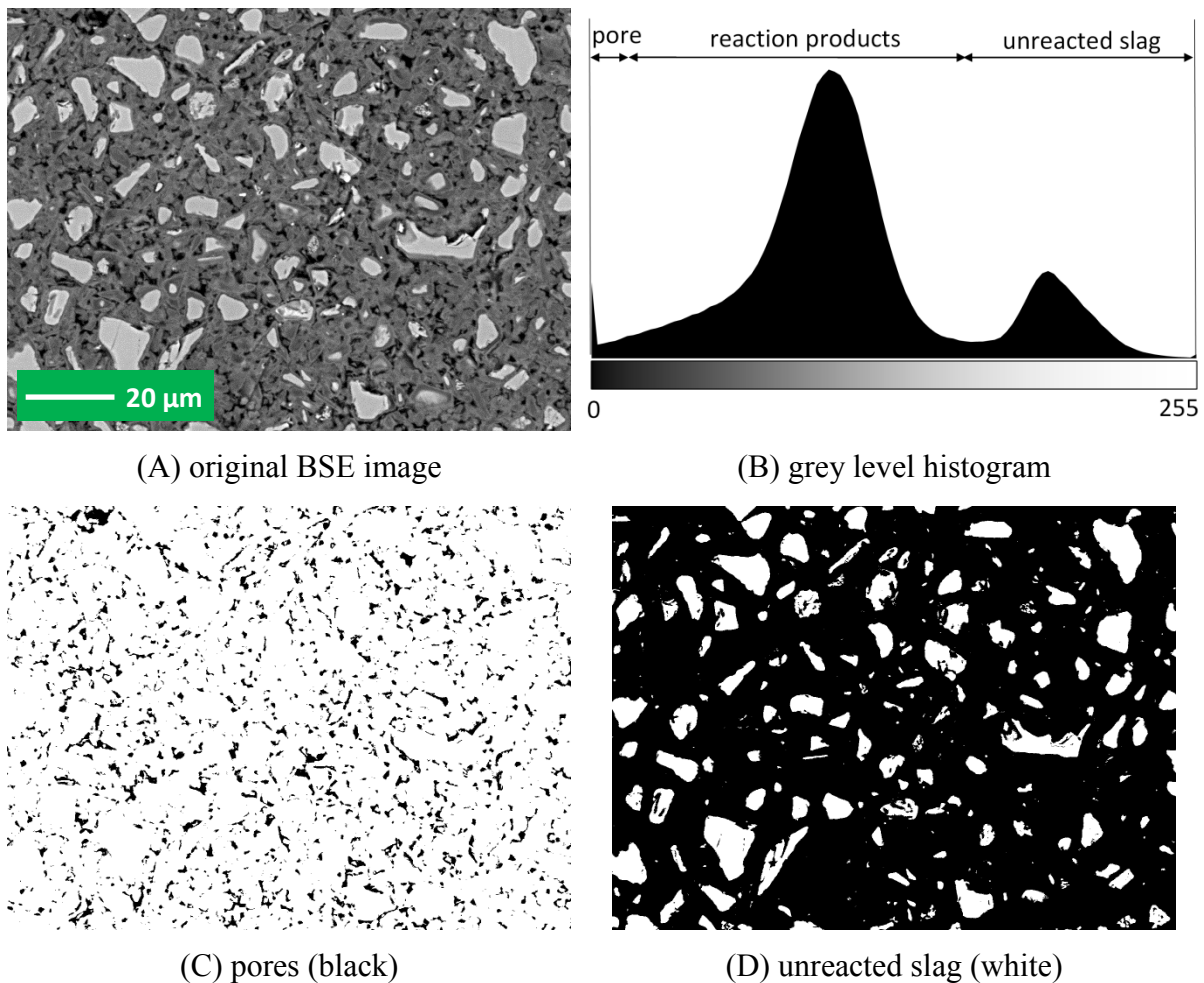 pore reaction products unreacted slag
20 µm
0 255
(A) original BSE image
(B) grey level histogram
(C) pores (black)
(D) unreacted slag (white)